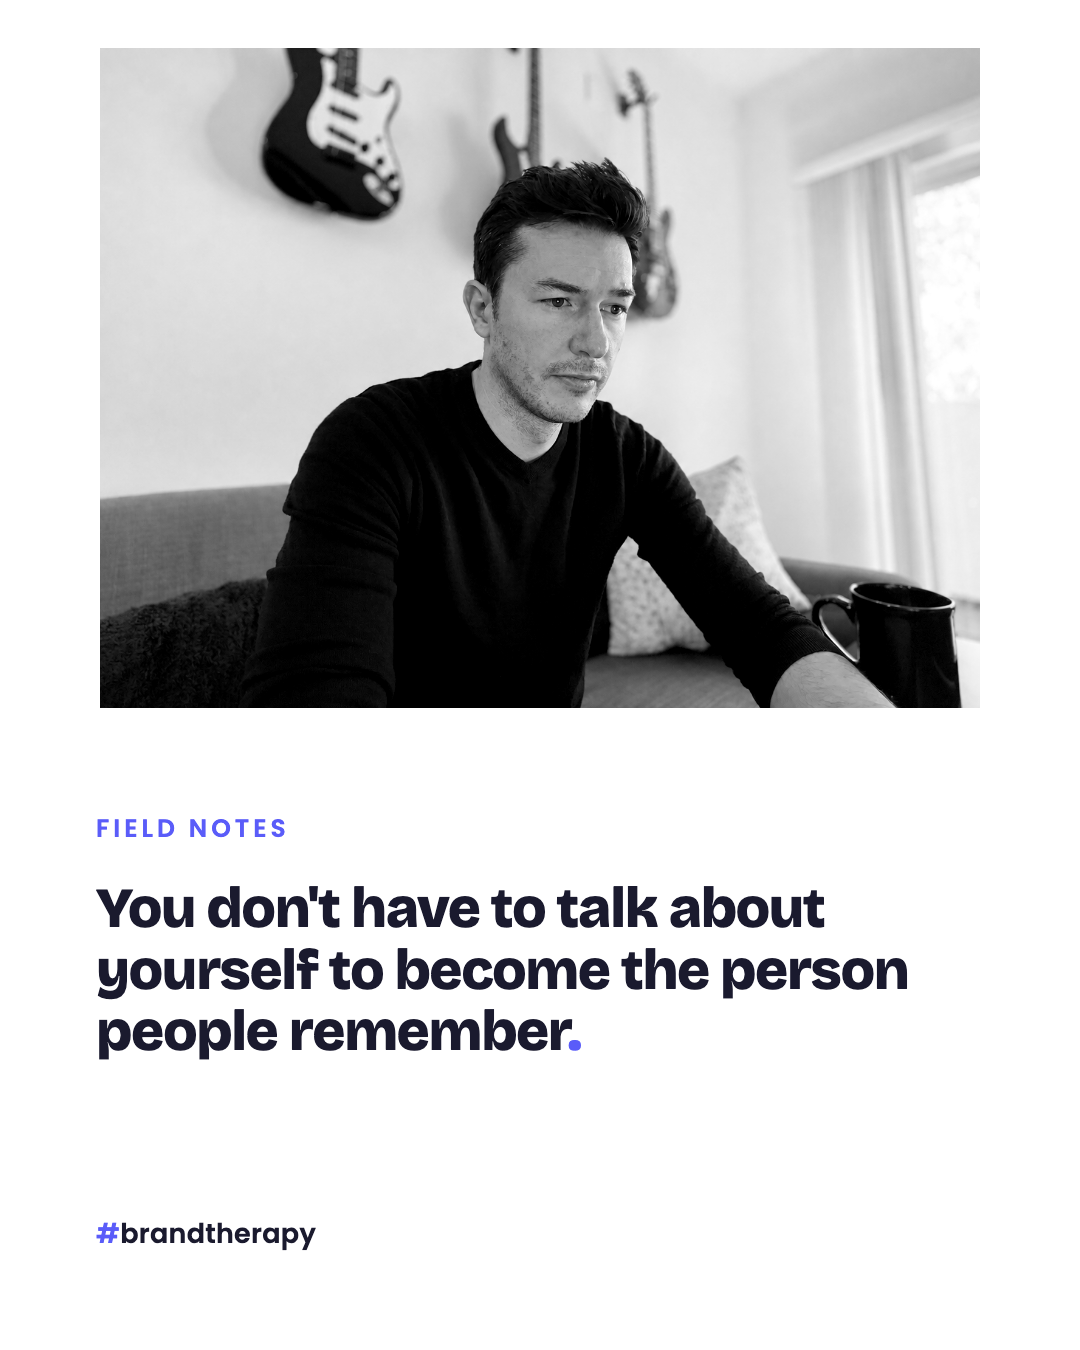 FIELD NOTES
You don't have to talk about
yourself to become the person
people remember.
#brandtherapy